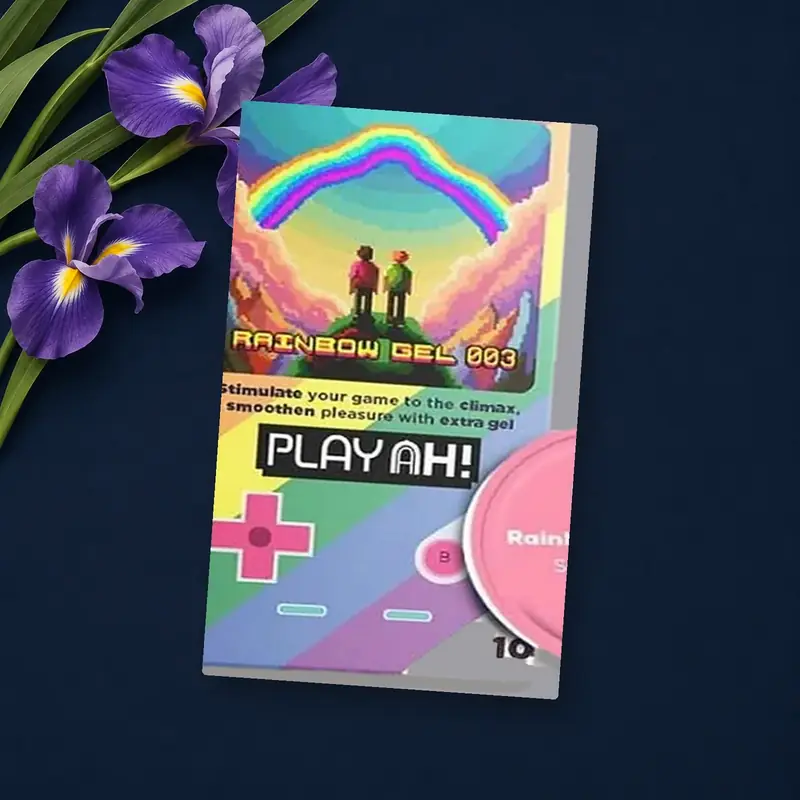 RAINBOW GEL 003
Stimulate your game to the climax,
smoothen pleasure with extra gel
PLAY AH!
B
10